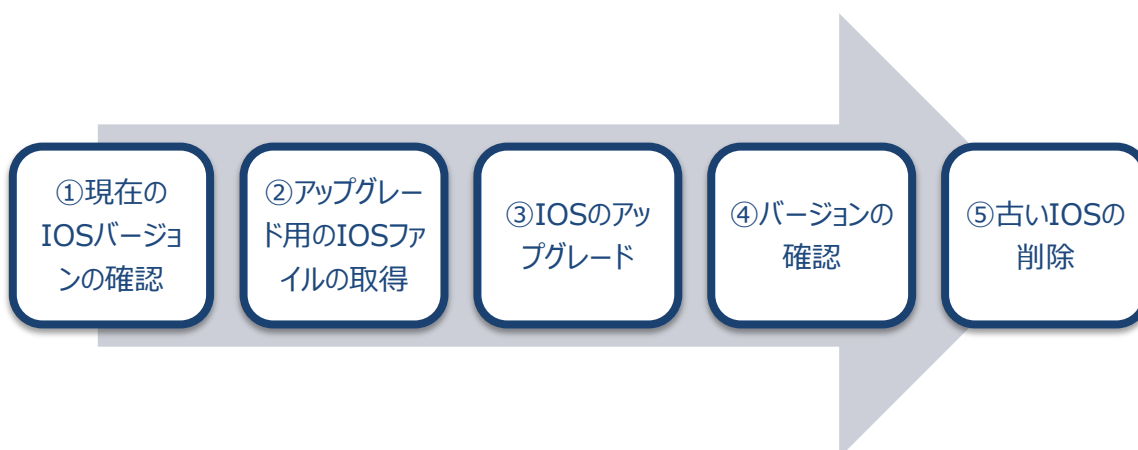 ①現在の
IOSバージョ
ンの確認
②アップグレー
ド用のIOSファ
イルの取得
③IOSのアッ
プグレード
④バージョンの
確認
⑤古いIOSの
削除